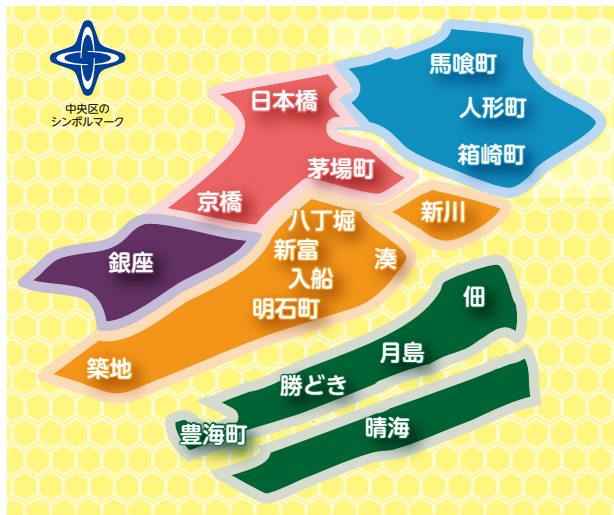 中央区の
シンボルマーク
馬喰町
日本橋
人形町
箱崎町
茅場町
京橋
新川
八丁堀
新富
湊
銀座
入船
明石町
佃
月島
築地
勝どき
豊海町
晴海